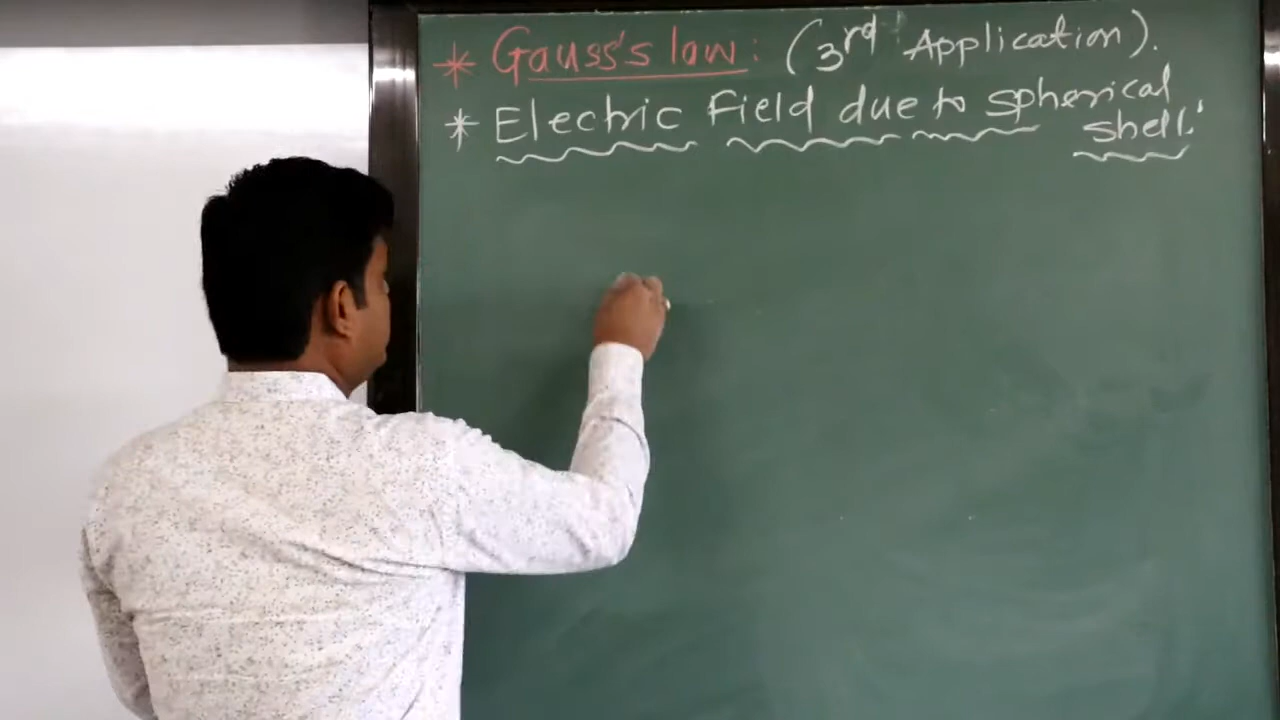 * Gauss's law: (3rd Application).
* Electric Field due to spherical
shell.'